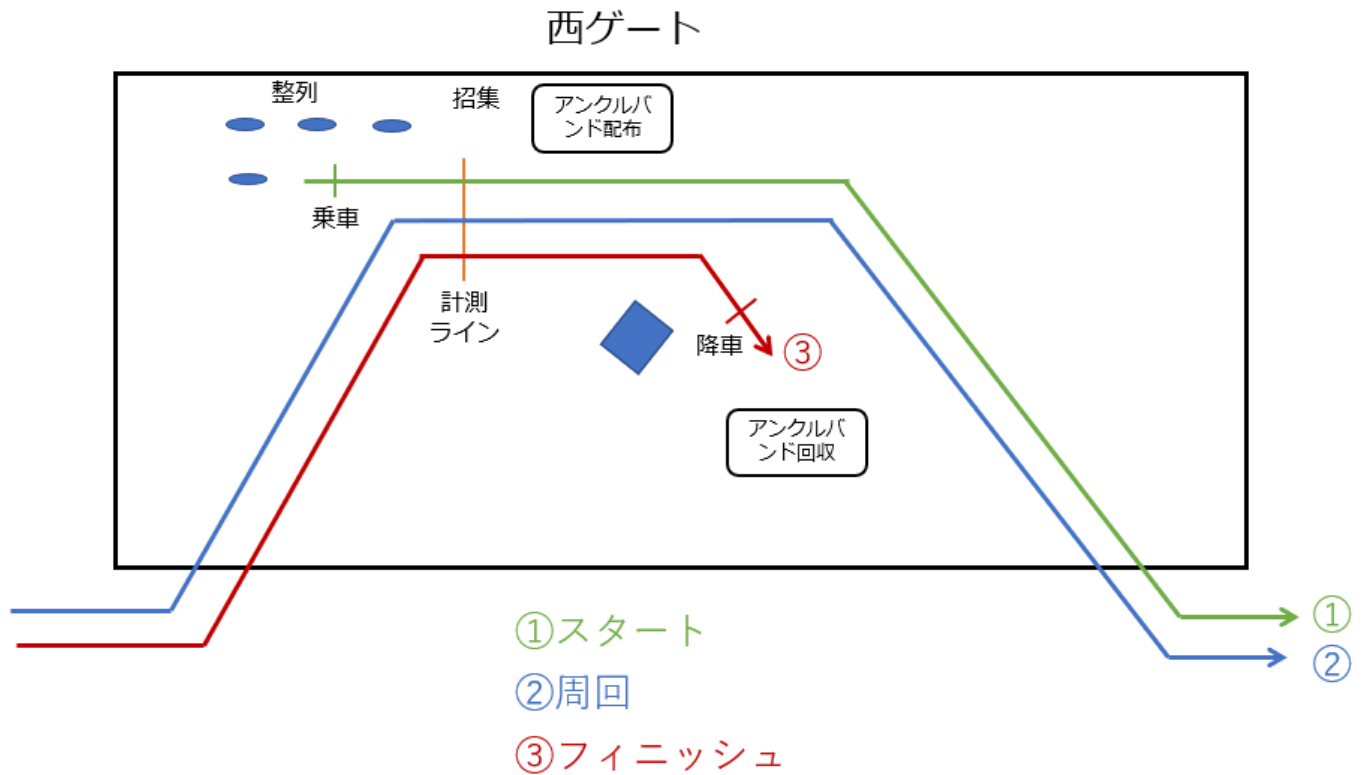 西ゲート
整列
招集
アンクルバ
ンド配布
乗車
計測
ライン
降車
③
アンクルバ
ンド回収
①
②
①スタート
②周回
③フィニッシュ